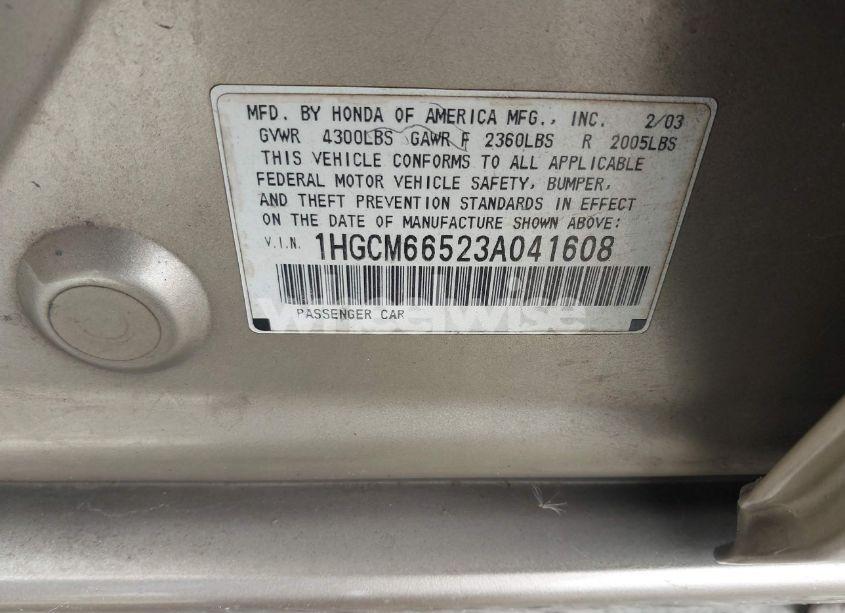 MFD. BY HONDA OF AMERICA MFG., INC. 2/03
GVWR 4300LBS GAWR F 2360LBS R 2005LBS
THIS VEHICLE CONFORMS TO ALL APPLICABLE
FEDERAL MOTOR VEHICLE SAFETY, BUMPER,
AND THEFT PREVENTION STANDARDS IN EFFECT
ON THE DATE OF MANUFACTURE SHOWN ABOVE:
V.I.N. 1HGCM66523A041608
wheelwise
PASSENGER CAR